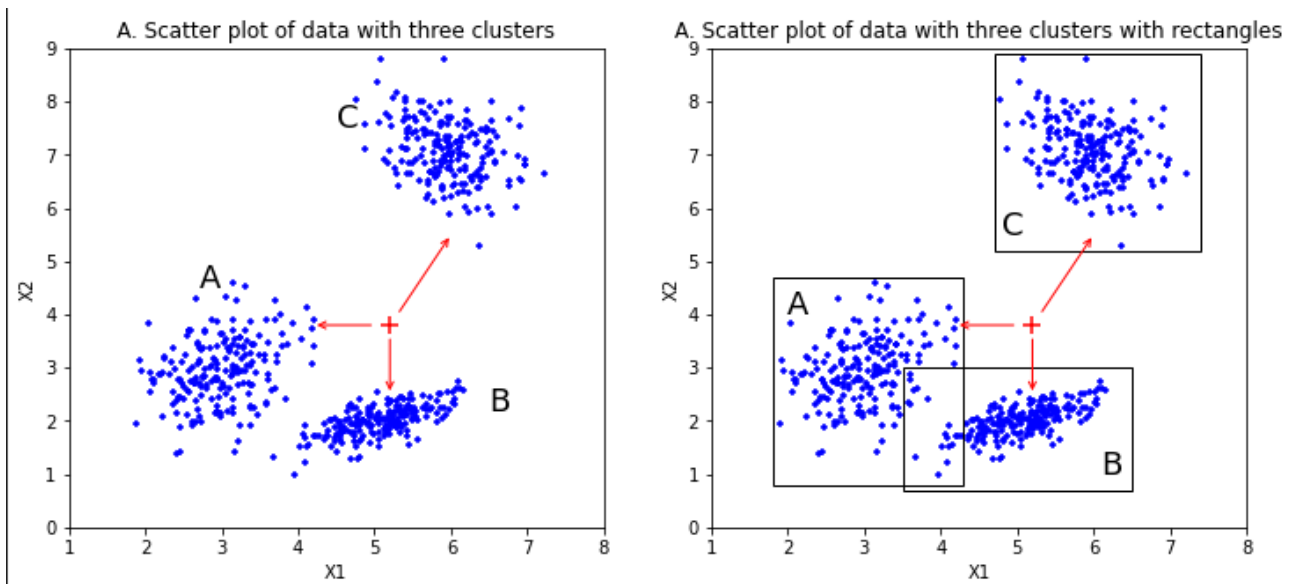 A. Scatter plot of data with three clusters
9
8
7
6
5
4
3
2
1
0
X2
C
A
B
1 2 3 4 5 6 7 8
X1
A. Scatter plot of data with three clusters with rectangles
9
8
7
6
5
4
3
2
1
0
X2
C
A
B
1 2 3 4 5 6 7 8
X1